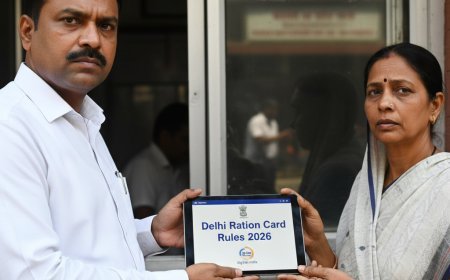 Delhi Ration Card
Rules 2026